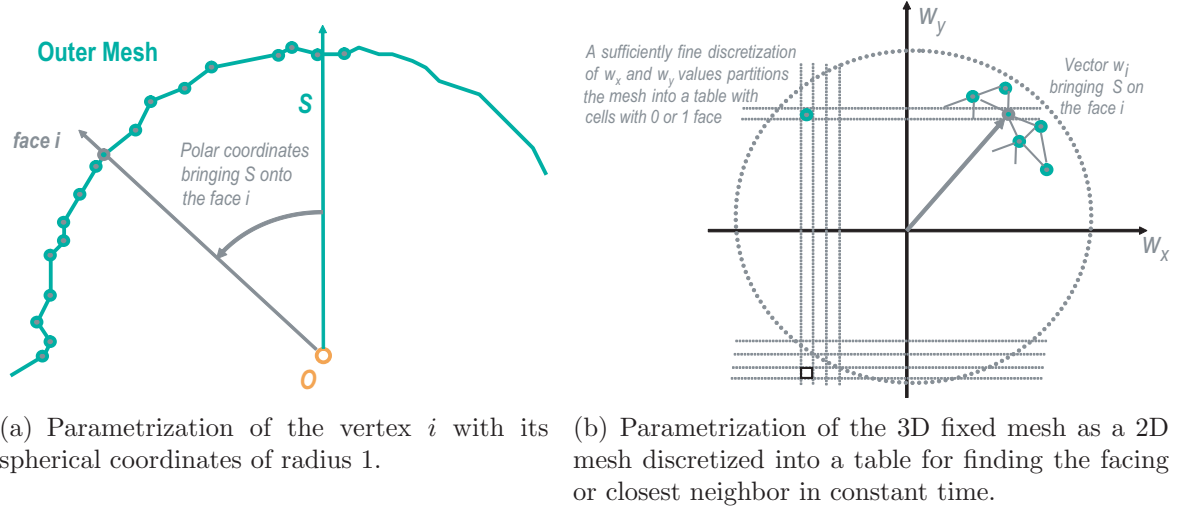 Outer Mesh
S
face i
Polar coordinates
bringing S onto
the face i
O
(a) Parametrization of the vertex i with its
spherical coordinates of radius 1.
W_y
A sufficiently fine discretization
of w_x and w_y values partitions
the mesh into a table with
cells with 0 or 1 face
Vector w_i
bringing S on
the face i
W_x
(b) Parametrization of the 3D fixed mesh as a 2D
mesh discretized into a table for finding the facing
or closest neighbor in constant time.